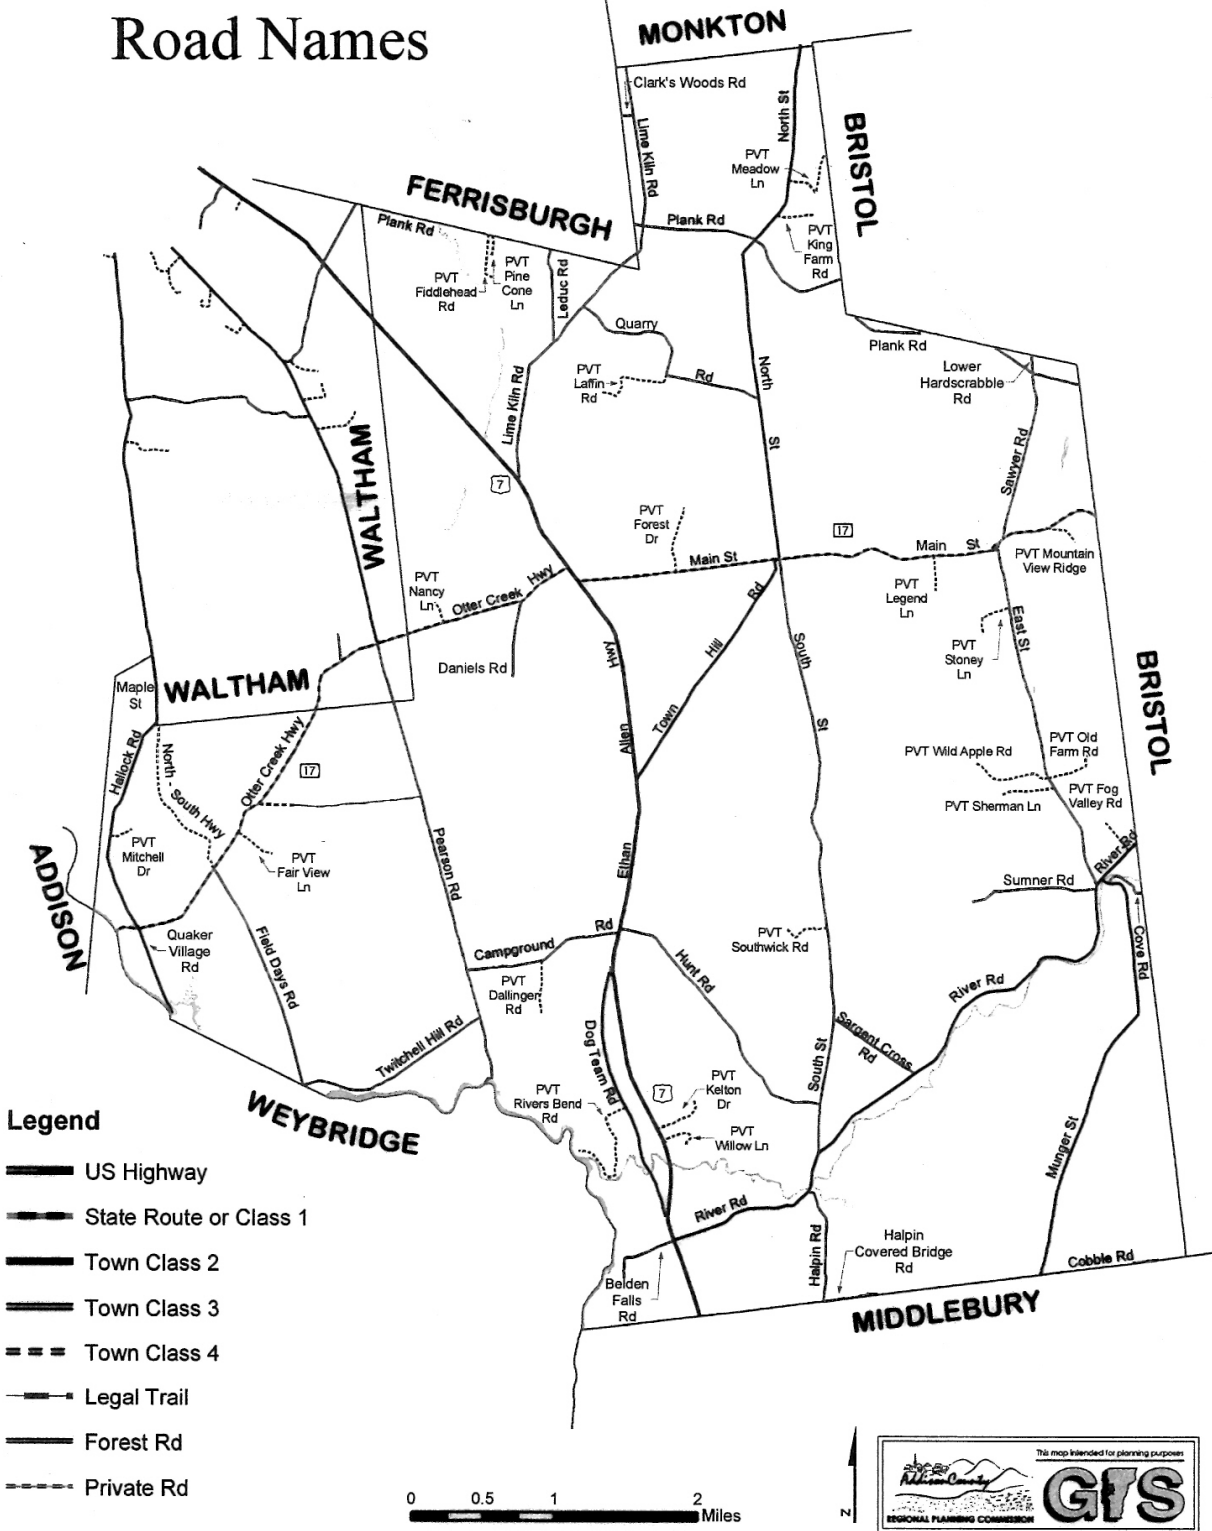 Road Names
MONKTON
Clark's Woods Rd
North St
Lime Kiln Rd
BRISTOL
PVT
Meadow
Ln
FERRISBURGH
Plank Rd
Plank Rd
PVT
King
Farm
Rd
PVT
Fiddlehead
Rd
PVT
Pine
Cone
Ln
Leduc Rd
Quarry
Rd
Plank Rd
Lower
Hardscrabble
Rd
PVT
Laffin
Rd
North
St
Lime Kiln Rd
WALTHAM
Sawyer Rd
7
PVT
Forest
Dr
17
Main St
Main St
PVT Mountain
View Ridge
PVT
Nancy
Ln
Otter Creek Hwy
PVT
Legend
Ln
Rd
Hill
Town
East St
PVT
Stoney
Ln
Daniels Rd
Hwy
Allen
Ethan
South
St
BRISTOL
Maple
St
WALTHAM
Hallock Rd
North - South Hwy
Otter Creek Hwy
17
PVT Wild Apple Rd
PVT Old
Farm Rd
PVT Sherman Ln
PVT Fog
Valley Rd
PVT
Mitchell
Dr
PVT
Fair View
Ln
Pearson Rd
River Rd
Sumner Rd
ADDISON
Quaker
Village
Rd
Field Days Rd
Campground Rd
PVT
Southwick Rd
Cove Rd
Hunt Rd
PVT
Dallinger
Rd
River Rd
Twitchell Hill Rd
Dog Team Rd
Sargent Cross
Rd
South St
PVT
Rivers Bend
Rd
7
PVT
Kelton
Dr
PVT
Willow Ln
WEYBRIDGE
Munger St
River Rd
Halpin Rd
Halpin
Covered Bridge
Rd
Cobble Rd
Belden
Falls
Rd
MIDDLEBURY
Legend
US Highway
State Route or Class 1
Town Class 2
Town Class 3
Town Class 4
Legal Trail
Forest Rd
Private Rd
0 0.5 1 2
Miles
N
This map intended for planning purposes
Addison County
REGIONAL PLANNING COMMISSION
GIS